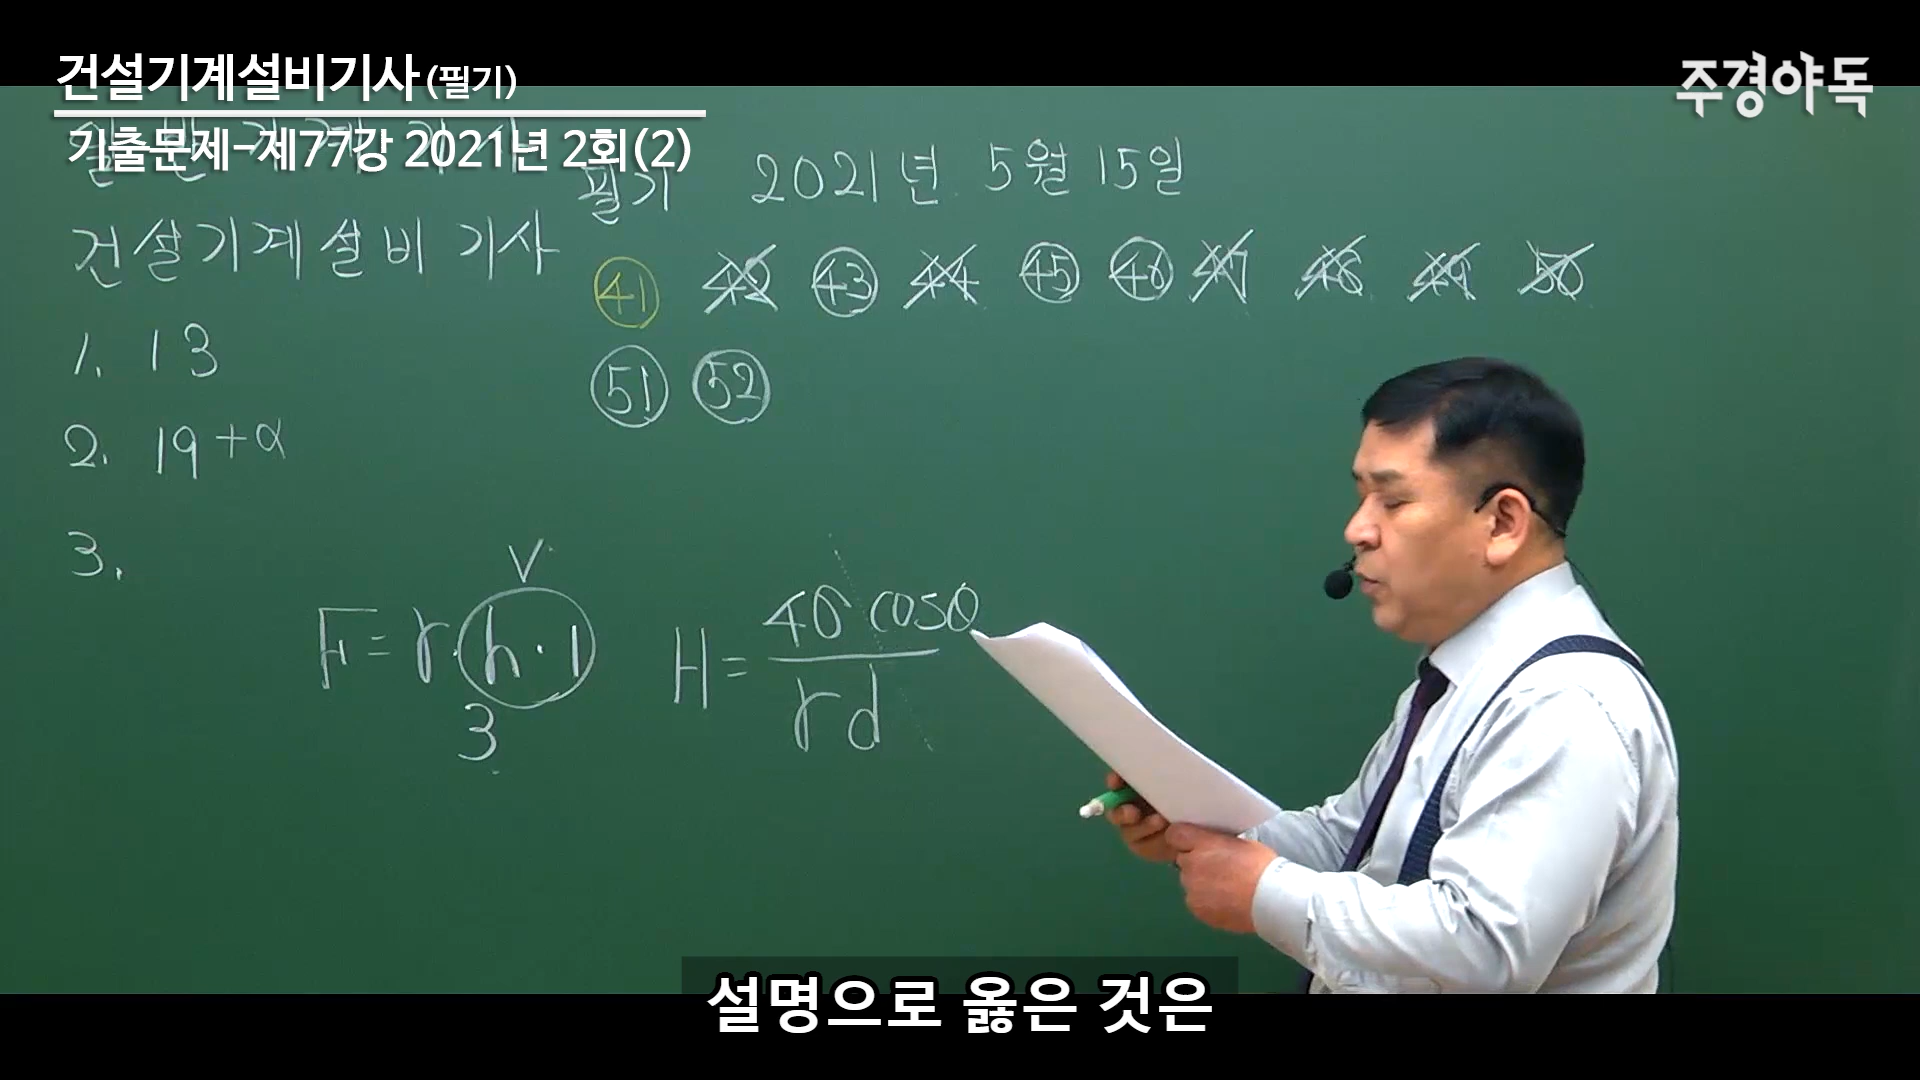 건설기계설비기사(필기)
주경야독
기출문제-제77강 2021년 2회(2)
필기 2021년 5월 15일
건설기계설비 기사
41 42 43 44 45 46 47 48 49 50
1. 13
51 52
2. 19+α
3.
V
F=γ·h·1
3
H=4σcosθ/γd
설명으로 옳은 것은